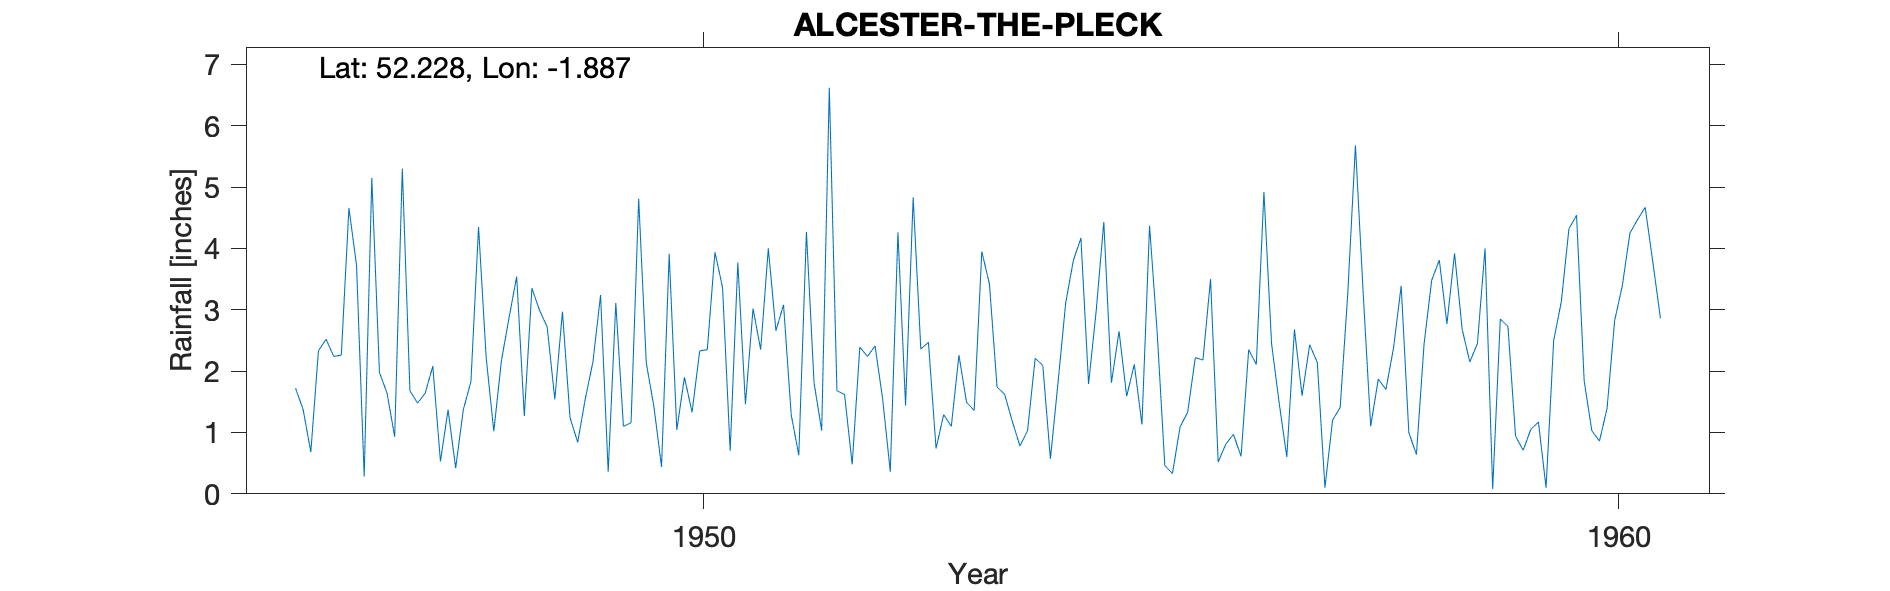 ALCESTER-THE-PLECK
Lat: 52.228, Lon: -1.887
7
6
5
4
3
2
1
0
Rainfall [inches]
1950
1960
Year